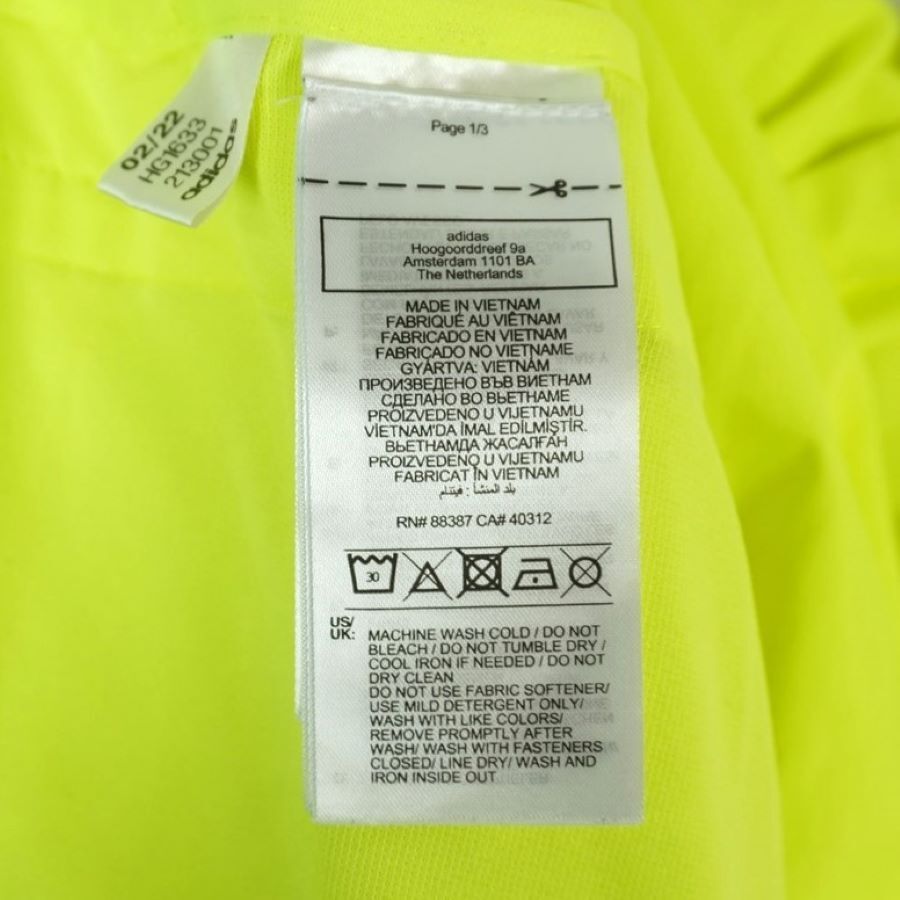 02/22
HG1633
213001
adidas
Page 1/3
adidas
Hoogoorddreef 9a
Amsterdam 1101 BA
The Netherlands
MADE IN VIETNAM
FABRIQUÉ AU VIÊTNAM
FABRICADO EN VIETNAM
FABRICADO NO VIETNAME
GYÁRTVA: VIETNÁM
ПРОИЗВЕДЕНО ВЪВ ВИЕТНАМ
СДЕЛАНО ВО ВЬЕТНАМЕ
PROIZVEDENO U VIJETNAMU
VİETNAM'DA İMAL EDİLMİŞTİR.
ВЬЕТНАМДА ЖАСАЛҒАН
PROIZVEDENO U VIJETNAMU
FABRICAT ÎN VIETNAM
بلد المنشأ : فيتنام
RN# 88387 CA# 40312
30
US/
UK: MACHINE WASH COLD / DO NOT
BLEACH / DO NOT TUMBLE DRY /
COOL IRON IF NEEDED / DO NOT
DRY CLEAN
DO NOT USE FABRIC SOFTENER/
USE MILD DETERGENT ONLY/
WASH WITH LIKE COLORS/
REMOVE PROMPTLY AFTER
WASH/ WASH WITH FASTENERS
CLOSED/ LINE DRY/ WASH AND
IRON INSIDE OUT